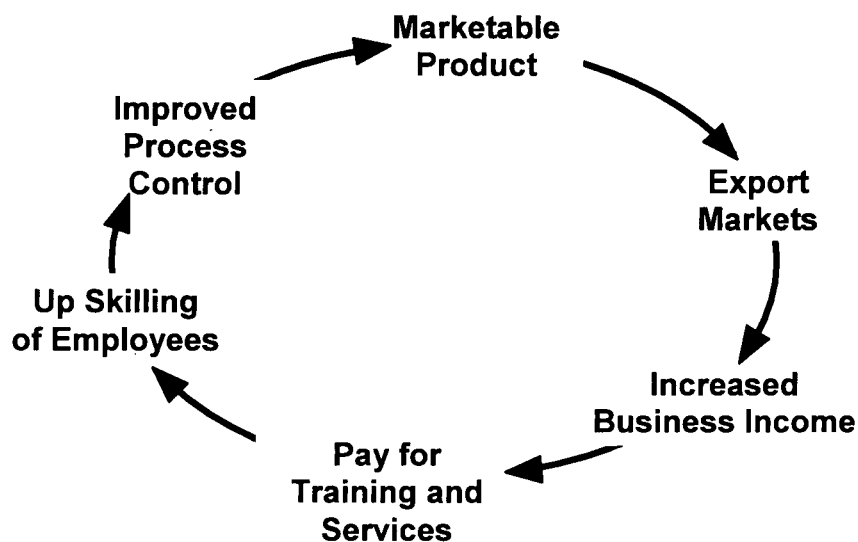 Marketable
Product
Export
Markets
Increased
Business Income
Pay for
Training and
Services
Up Skilling
of Employees
Improved
Process
Control